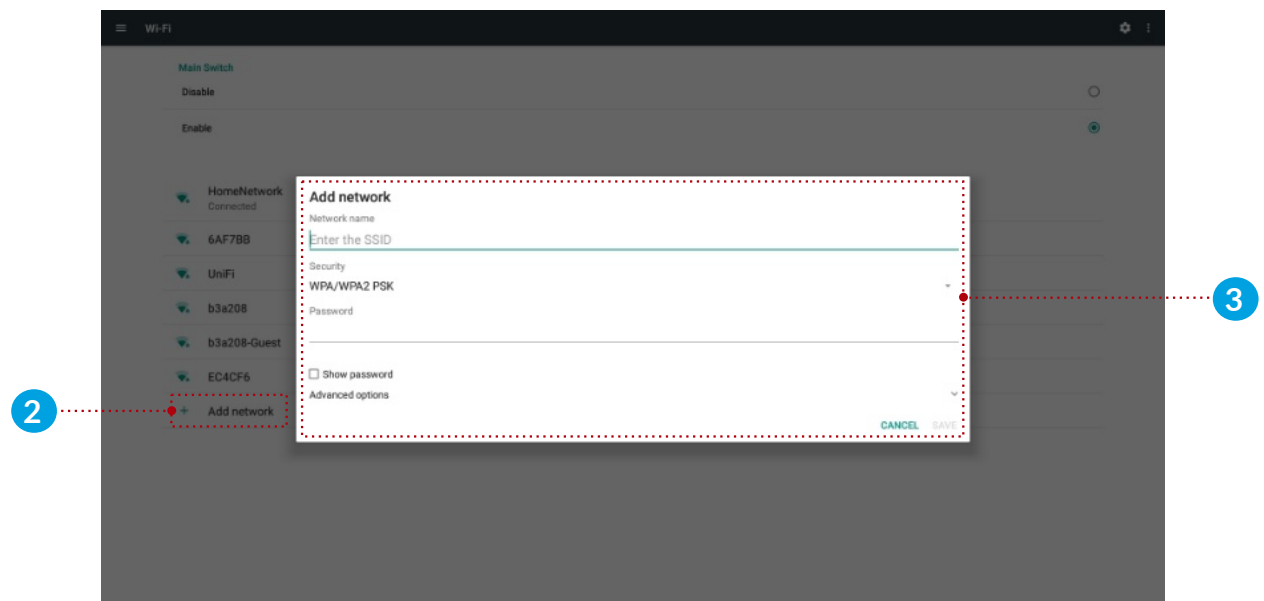 Wi-Fi
Main Switch
Disable
Enable
HomeNetwork
Connected
6AF7BB
UniFi
b3a208
b3a208-Guest
EC4CF6
Add network
Add network
Network name
Enter the SSID
Security
WPA/WPA2 PSK
Password
Show password
Advanced options
CANCEL SAVE
2
3